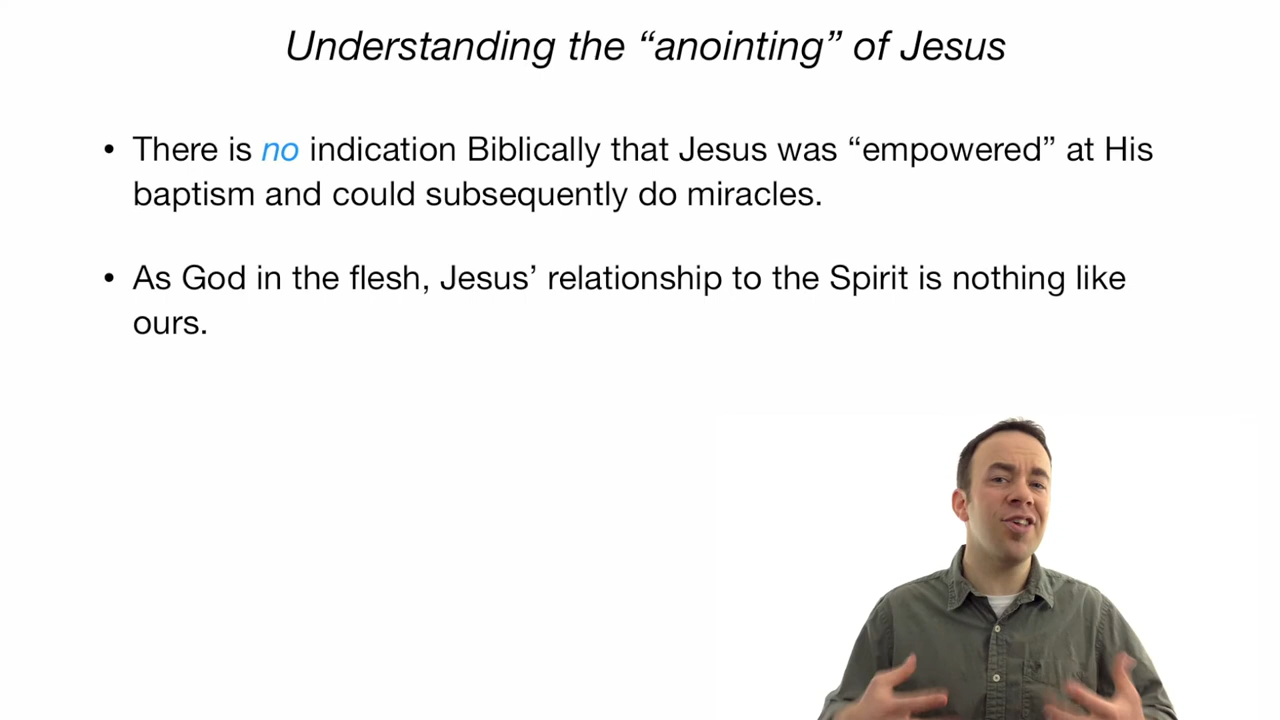 Understanding the “anointing” of Jesus
• There is no indication Biblically that Jesus was “empowered” at His
baptism and could subsequently do miracles.
• As God in the flesh, Jesus’ relationship to the Spirit is nothing like
ours.